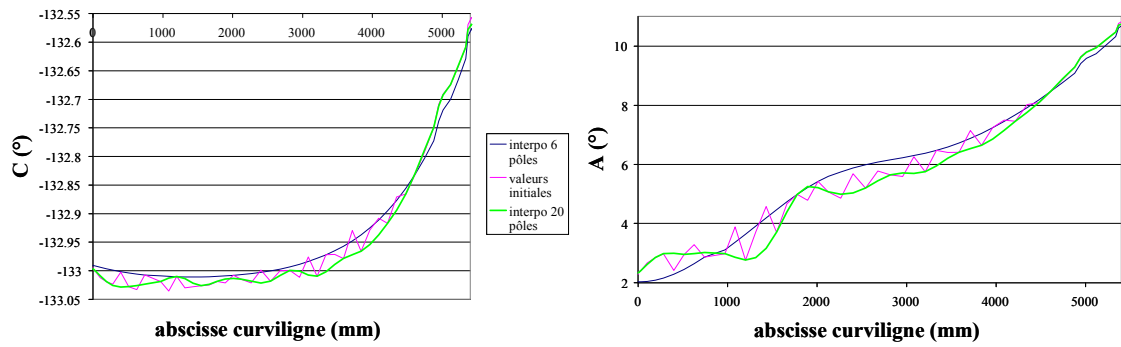 -132.55
0 1000 2000 3000 4000 5000
-132.6
-132.65
-132.7
-132.75
-132.8
-132.85
-132.9
-132.95
-133
-133.05
C (°)
abscisse curviligne (mm)
interpo 6
pôles
valeurs
initiales
interpo 20
pôles
10
8
6
4
2
0 1000 2000 3000 4000 5000
A (°)
abscisse curviligne (mm)